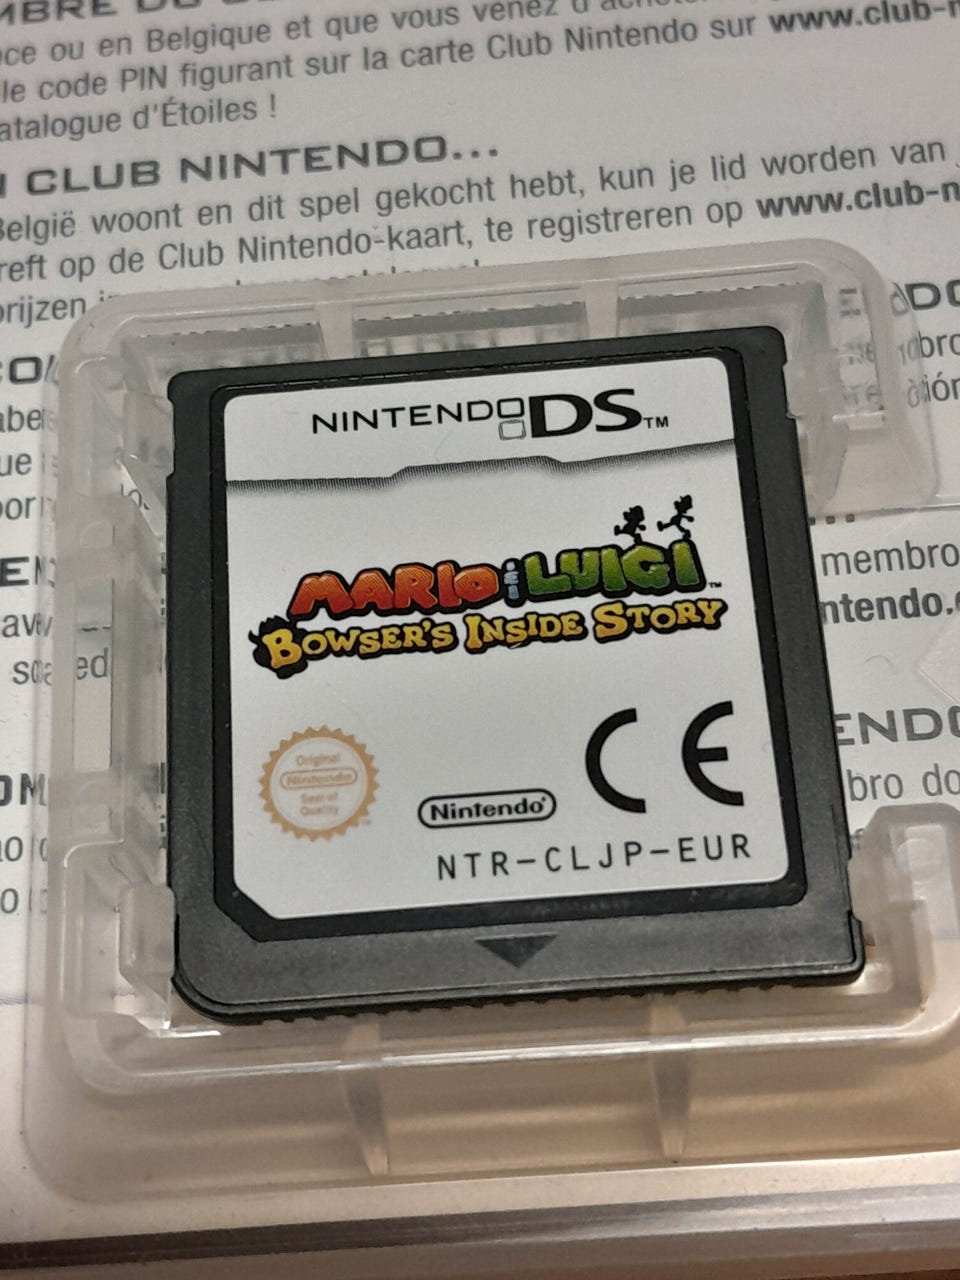 ce ou en Belgique et que vous venez d'
le code PIN figurant sur la carte Club Nintendo sur www.club-n
atalogue d'Étoiles !
CLUB NINTENDO...
België woont en dit spel gekocht hebt, kun je lid worden van
reft op de Club Nintendo-kaart, te registreren op www.club-n
rijzen
NINTENDO DS™
MARIO & LUIGI™
BOWSER'S INSIDE STORY
membro
ntendo.
ENDO
bro do
Original
Nintendo
Seal of
Quality
Nintendo®
CE
NTR-CLJP-EUR